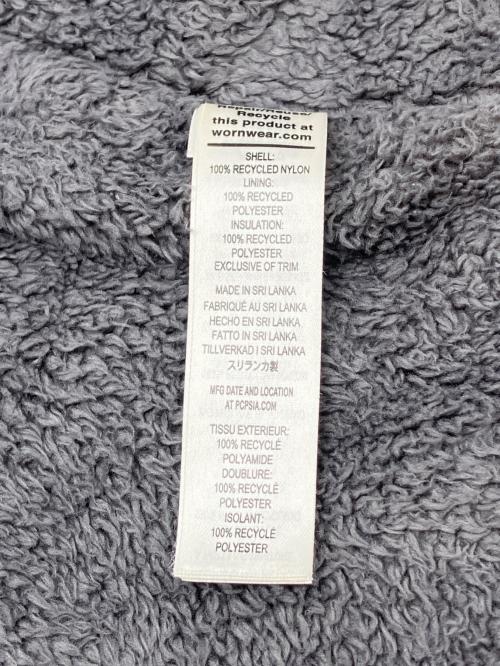 Repair/Reuse/
Recycle
this product at
wornwear.com
SHELL:
100% RECYCLED NYLON
LINING:
100% RECYCLED
POLYESTER
INSULATION:
100% RECYCLED
POLYESTER
EXCLUSIVE OF TRIM
MADE IN SRI LANKA
FABRIQUÉ AU SRI LANKA
HECHO EN SRI LANKA
FATTO IN SRI LANKA
TILLVERKAD I SRI LANKA
スリランカ製
MFG DATE AND LOCATION
AT PCPSIA.COM
TISSU EXTERIEUR:
100% RECYCLÉ
POLYAMIDE
DOUBLURE:
100% RECYCLÉ
POLYESTER
ISOLANT:
100% RECYCLÉ
POLYESTER